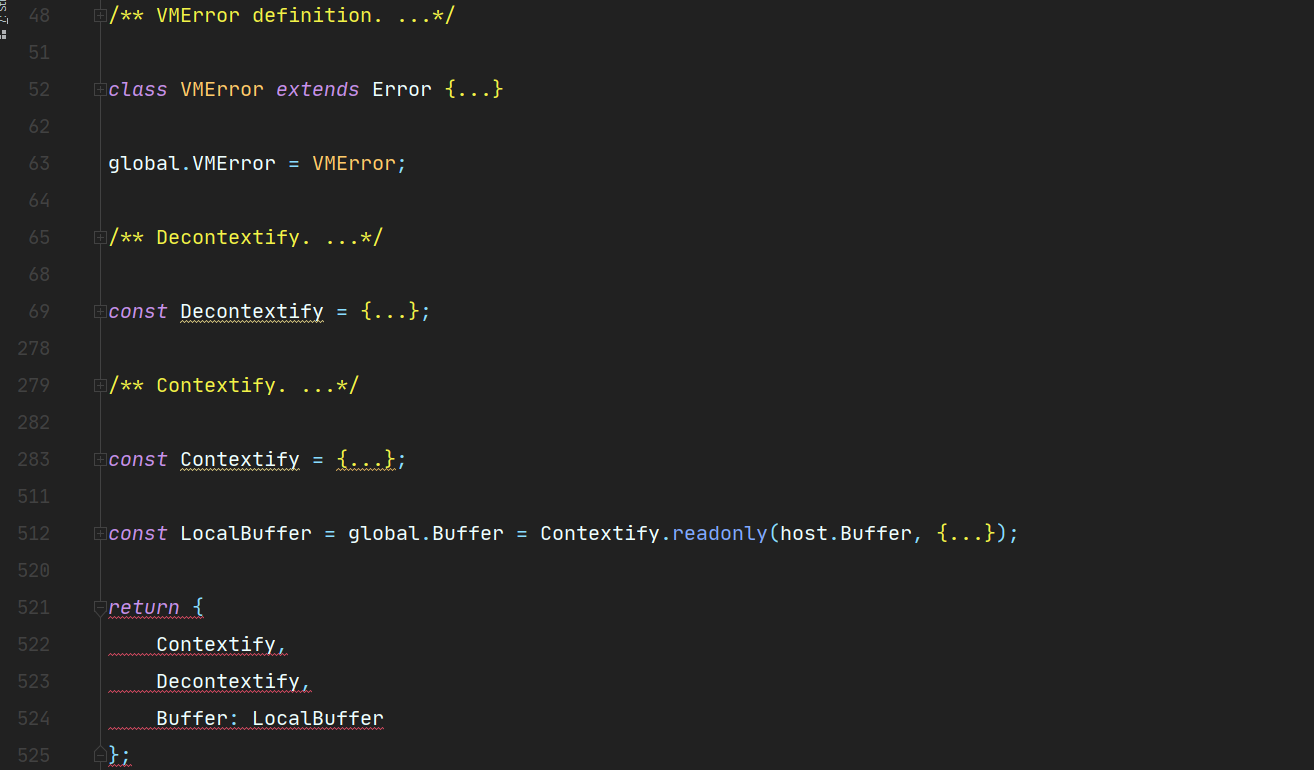 48 /** VMError definition. ...*/
51
52 class VMError extends Error {...}
62
63 global.VMError = VMError;
64
65 /** Decontextify. ...*/
68
69 const Decontextify = {...};
278
279 /** Contextify. ...*/
282
283 const Contextify = {...};
511
512 const LocalBuffer = global.Buffer = Contextify.readonly(host.Buffer, {...});
520
521 return {
522 Contextify,
523 Decontextify,
524 Buffer: LocalBuffer
525 };